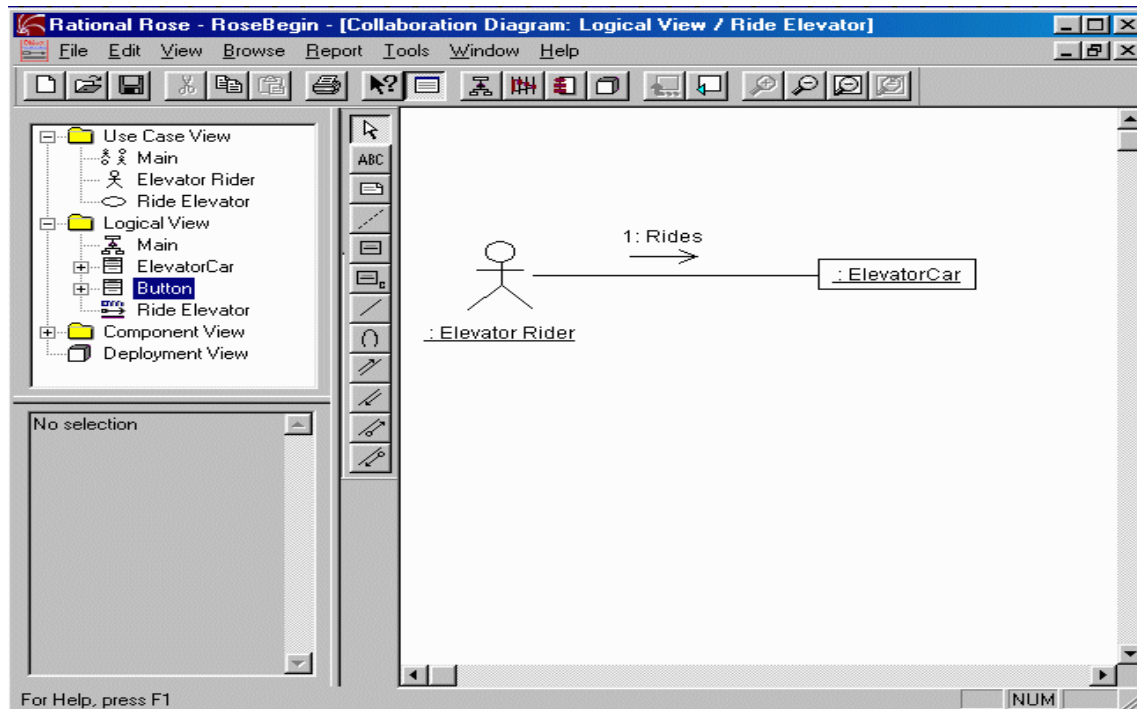 Rational Rose - RoseBegin - [Collaboration Diagram: Logical View / Ride Elevator]
File Edit View Browse Report Tools Window Help
Use Case View
Main
Elevator Rider
Ride Elevator
Logical View
Main
ElevatorCar
Button
Ride Elevator
Component View
Deployment View
ABC
1: Rides
: ElevatorCar
: Elevator Rider
No selection
For Help, press F1
NUM